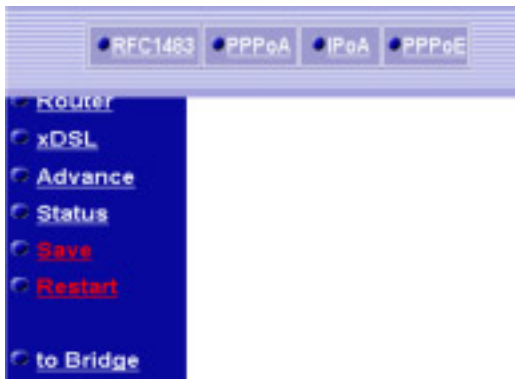 RFC1483 PPPoA IPoA PPPoE
Router
xDSL
Advance
Status
Save
Restart
to Bridge